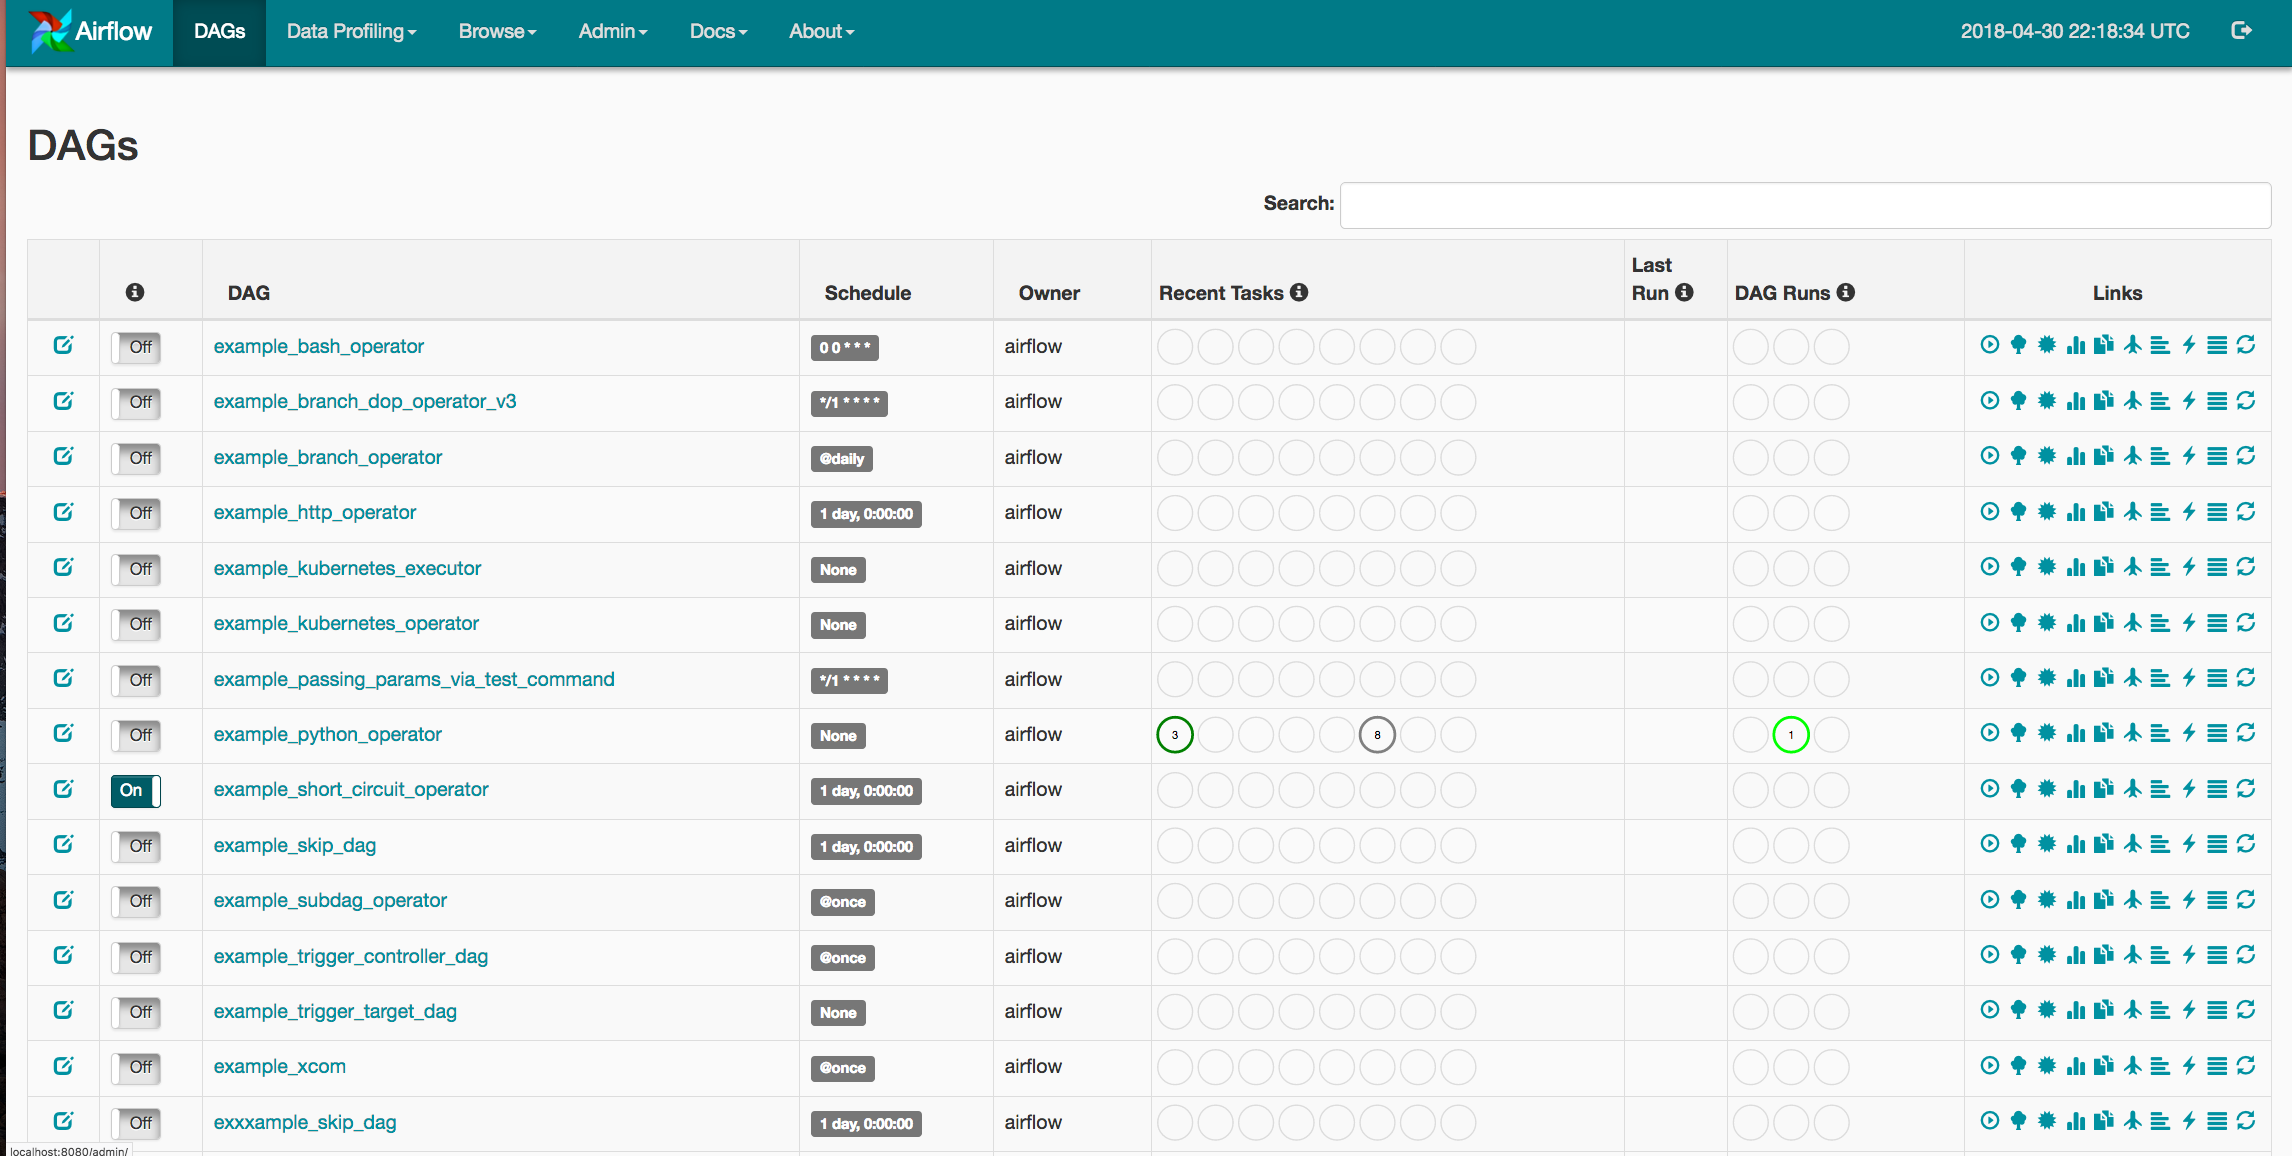 Airflow DAGs Data Profiling Browse Admin Docs About 2018-04-30 22:18:34 UTC
DAGs
Search:
DAG Schedule Owner Recent Tasks Last Run DAG Runs Links
Off example_bash_operator 0 0 * * * airflow
Off example_branch_dop_operator_v3 */1 * * * * airflow
Off example_branch_operator @daily airflow
Off example_http_operator 1 day, 0:00:00 airflow
Off example_kubernetes_executor None airflow
Off example_kubernetes_operator None airflow
Off example_passing_params_via_test_command */1 * * * * airflow
Off example_python_operator None airflow 3 8 1
On example_short_circuit_operator 1 day, 0:00:00 airflow
Off example_skip_dag 1 day, 0:00:00 airflow
Off example_subdag_operator @once airflow
Off example_trigger_controller_dag @once airflow
Off example_trigger_target_dag None airflow
Off example_xcom @once airflow
Off exxxample_skip_dag 1 day, 0:00:00 airflow
localhost:8080/admin/